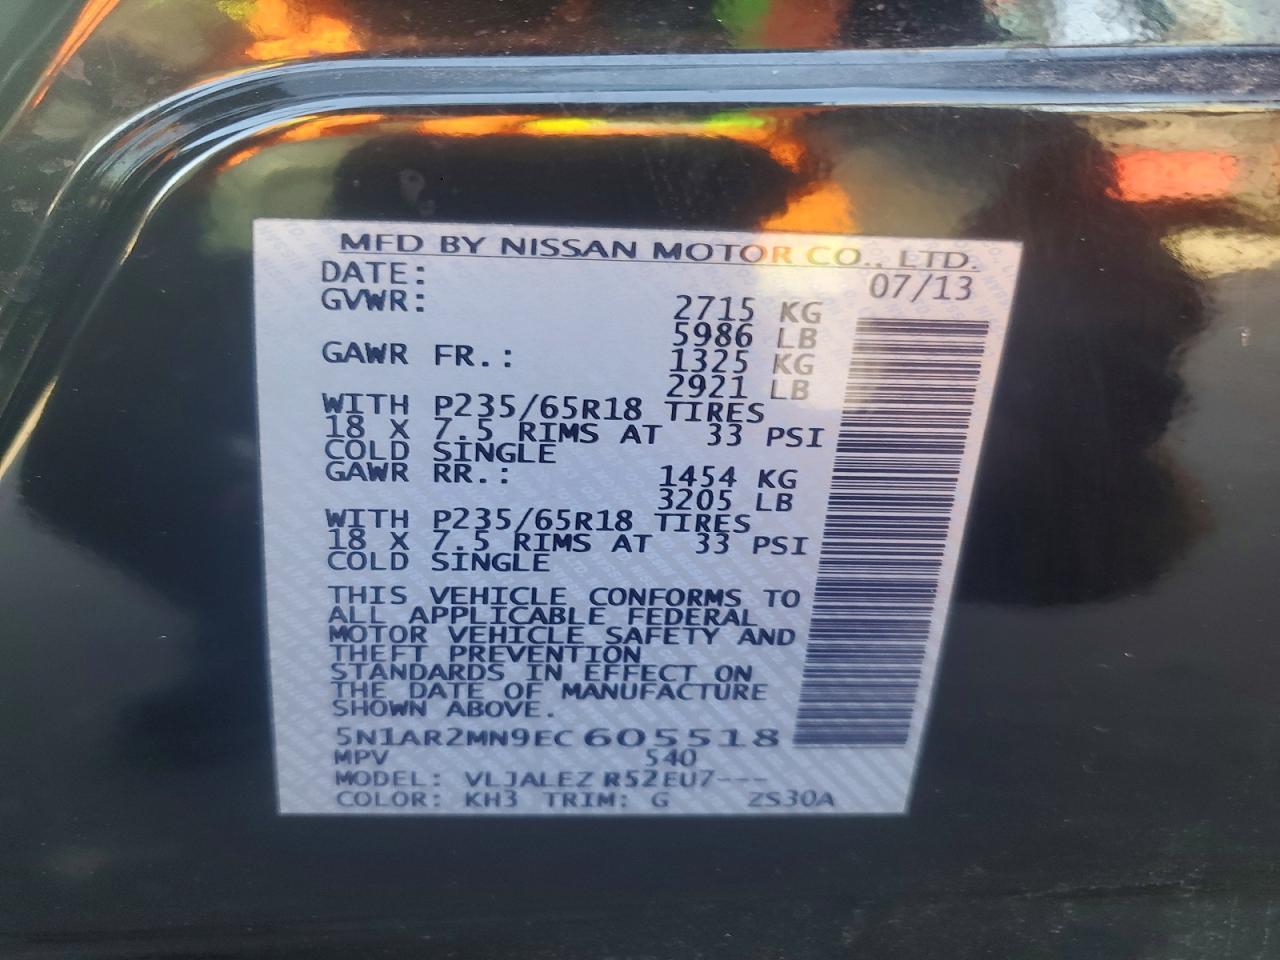 MFD BY NISSAN MOTOR CO., LTD.
DATE: 07/13
GVWR: 2715 KG
5986 LB
GAWR FR.: 1325 KG
2921 LB
WITH P235/65R18 TIRES
18 X 7.5 RIMS AT 33 PSI
COLD SINGLE
GAWR RR.: 1454 KG
3205 LB
WITH P235/65R18 TIRES
18 X 7.5 RIMS AT 33 PSI
COLD SINGLE
THIS VEHICLE CONFORMS TO
ALL APPLICABLE FEDERAL
MOTOR VEHICLE SAFETY AND
THEFT PREVENTION
STANDARDS IN EFFECT ON
THE DATE OF MANUFACTURE
SHOWN ABOVE.
5N1AR2MN9EC605518
MPV 540
MODEL: VLJALEZ R52EU7---
COLOR: KH3 TRIM: G ZS30A